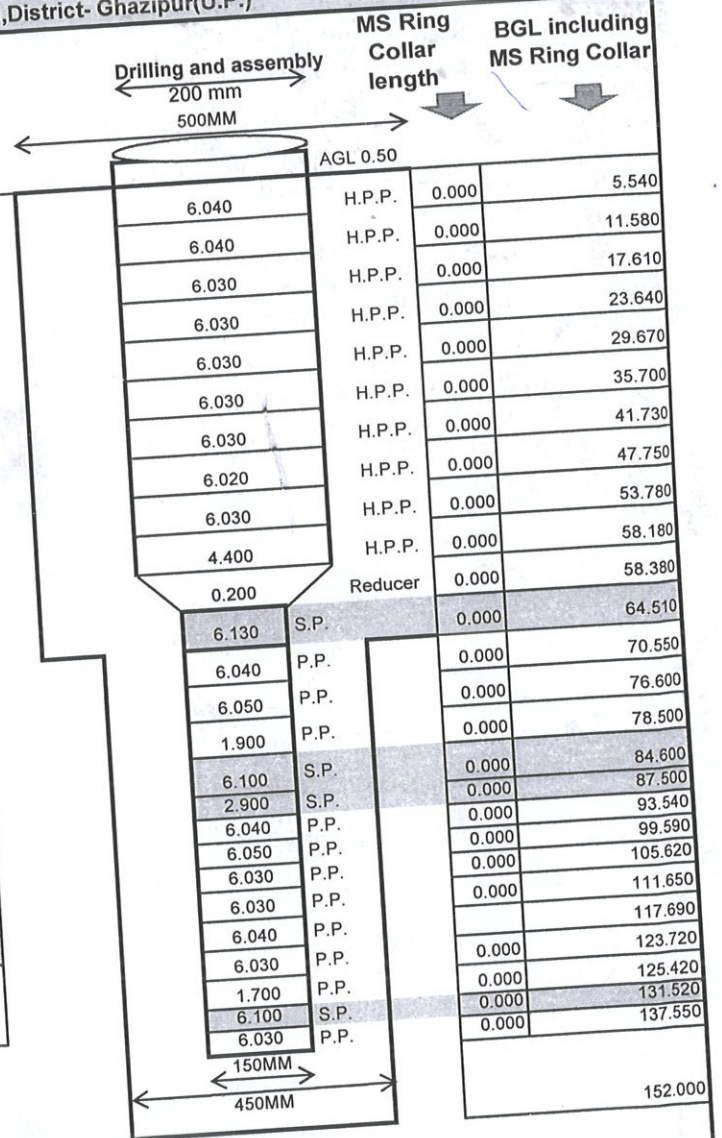 ,District- Ghazipur(U.P.)
MS Ring Collar length
BGL including MS Ring Collar
Drilling and assembly
200 mm
500MM
AGL 0.50
6.040 H.P.P. 0.000 5.540
6.040 H.P.P. 0.000 11.580
6.030 H.P.P. 0.000 17.610
6.030 H.P.P. 0.000 23.640
6.030 H.P.P. 0.000 29.670
6.030 H.P.P. 0.000 35.700
6.030 H.P.P. 0.000 41.730
6.020 H.P.P. 0.000 47.750
6.030 H.P.P. 0.000 53.780
4.400 H.P.P. 0.000 58.180
0.200 Reducer 0.000 58.380
6.130 S.P. 0.000 64.510
6.040 P.P. 0.000 70.550
6.050 P.P. 0.000 76.600
1.900 P.P. 0.000 78.500
6.100 S.P. 0.000 84.600
2.900 S.P. 0.000 87.500
6.040 P.P. 0.000 93.540
6.050 P.P. 0.000 99.590
6.030 P.P. 0.000 105.620
6.030 P.P. 0.000 111.650
6.040 P.P. 117.690
6.030 P.P. 0.000 123.720
1.700 P.P. 0.000 125.420
6.100 S.P. 0.000 131.520
6.030 P.P. 0.000 137.550
150MM
450MM
152.000